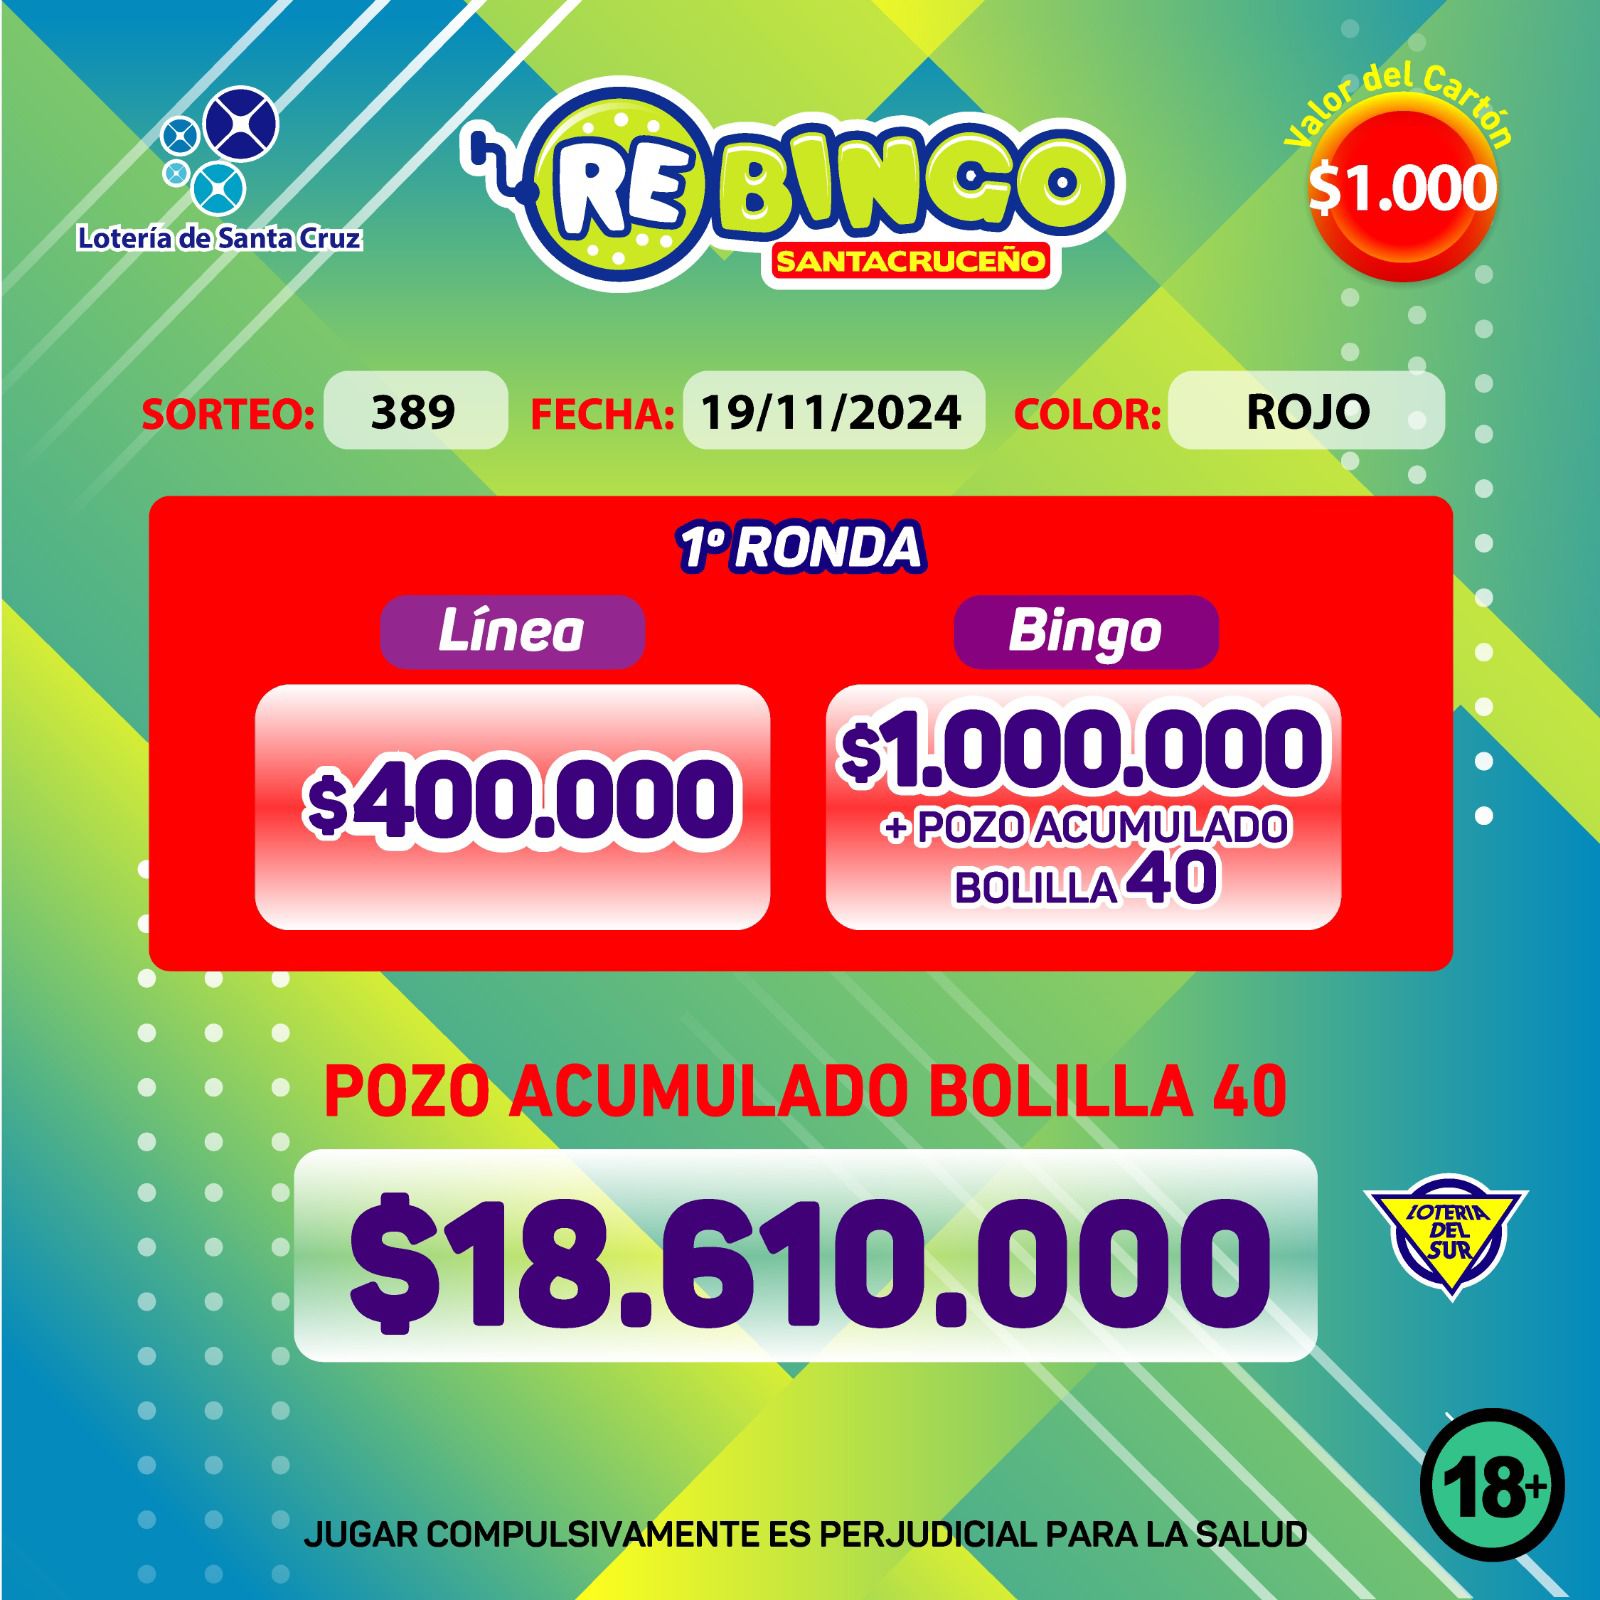 Lotería de Santa Cruz
RE BINGO
SANTACRUCEÑO
Valor del Cartón
$1.000
SORTEO: 389 FECHA: 19/11/2024 COLOR: ROJO
1º RONDA
Línea
$400.000
Bingo
$1.000.000
+ POZO ACUMULADO
BOLILLA 40
POZO ACUMULADO BOLILLA 40
$18.610.000
LOTERIA
DEL
SUR
18+
JUGAR COMPULSIVAMENTE ES PERJUDICIAL PARA LA SALUD